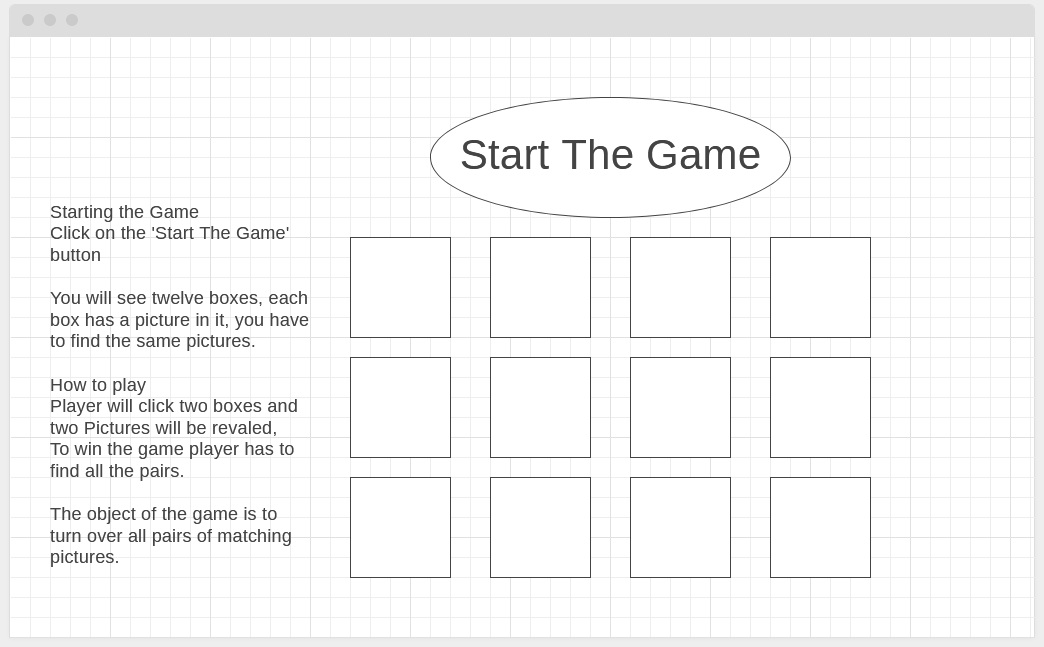 Start The Game
Starting the Game
Click on the 'Start The Game'
button
You will see twelve boxes, each
box has a picture in it, you have
to find the same pictures.
How to play
Player will click two boxes and
two Pictures will be revaled,
To win the game player has to
find all the pairs.
The object of the game is to
turn over all pairs of matching
pictures.